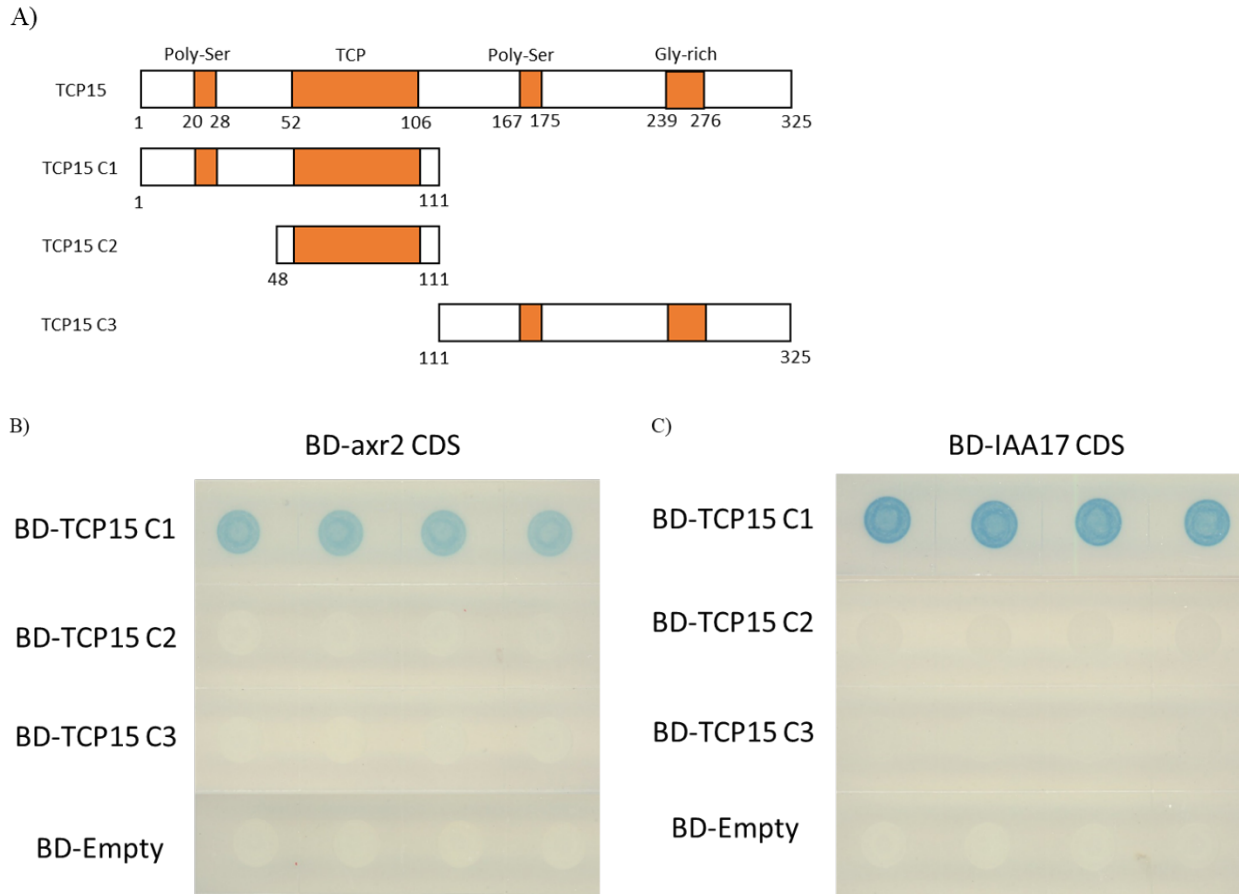 A)
Poly-Ser TCP Poly-Ser Gly-rich
TCP15
1 20 28 52 106 167 175 239 276 325
TCP15 C1
1 111
TCP15 C2
48 111
TCP15 C3
111 325
B)
BD-axr2 CDS
BD-TCP15 C1
BD-TCP15 C2
BD-TCP15 C3
BD-Empty
C)
BD-IAA17 CDS
BD-TCP15 C1
BD-TCP15 C2
BD-TCP15 C3
BD-Empty